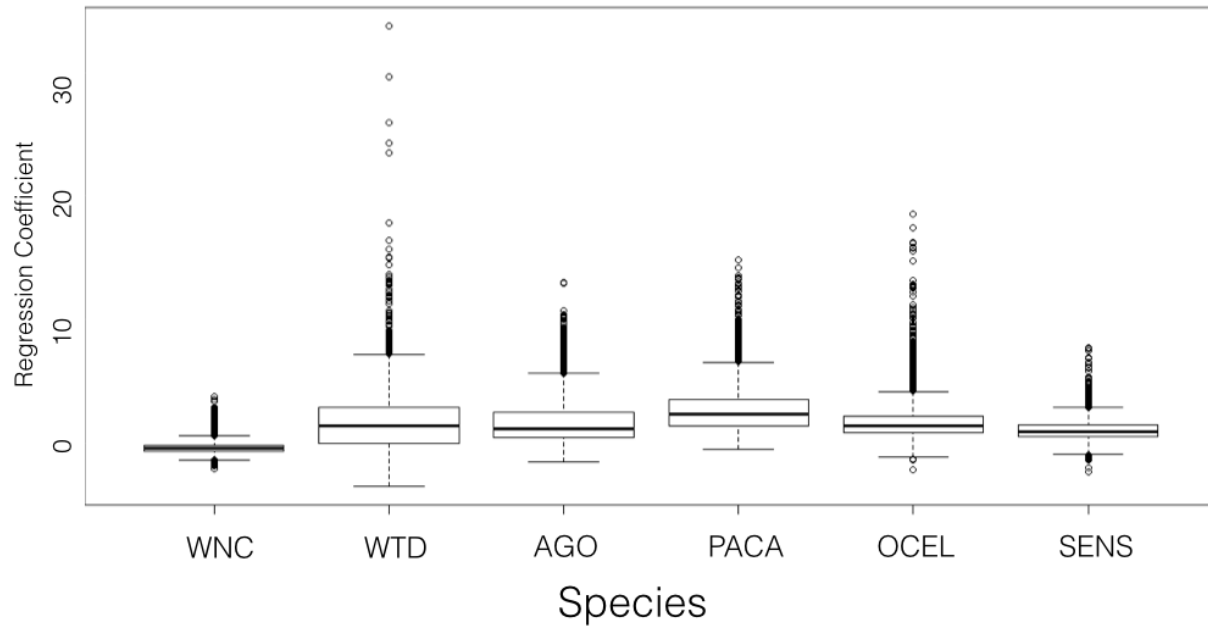 Regression Coefficient
30
20
10
0
WNC WTD AGO PACA OCEL SENS
Species